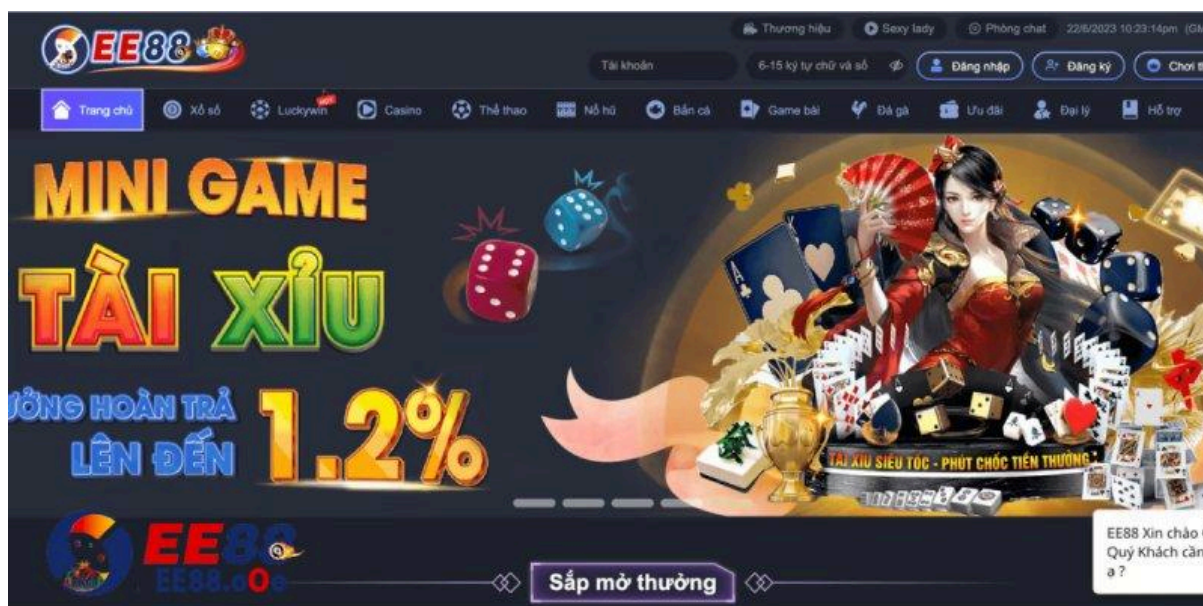 EE88
Thương hiệu
Sexy lady
Phòng chat
22/6/2023 10:23:14pm
Tài khoản
6-15 ký tự chữ và số
Đăng nhập
Đăng ký
Chơi
Trang chủ
Xổ số
Luckywin
HOT
Casino
Thể thao
Nổ hũ
Bắn cá
Game bài
Đá gà
Ưu đãi
Đại lý
Hỗ trợ
MINI GAME
TÀI XỈU
HOÀN TRẢ
LÊN ĐẾN
1.2%
TÀI XỈU SIÊU TỐC - PHÚT CHỐC TIỀN THƯỞNG
EE88
EE88.oOo
Sắp mở thưởng
EE88 Xin chào
Quý Khách cần
ạ ?